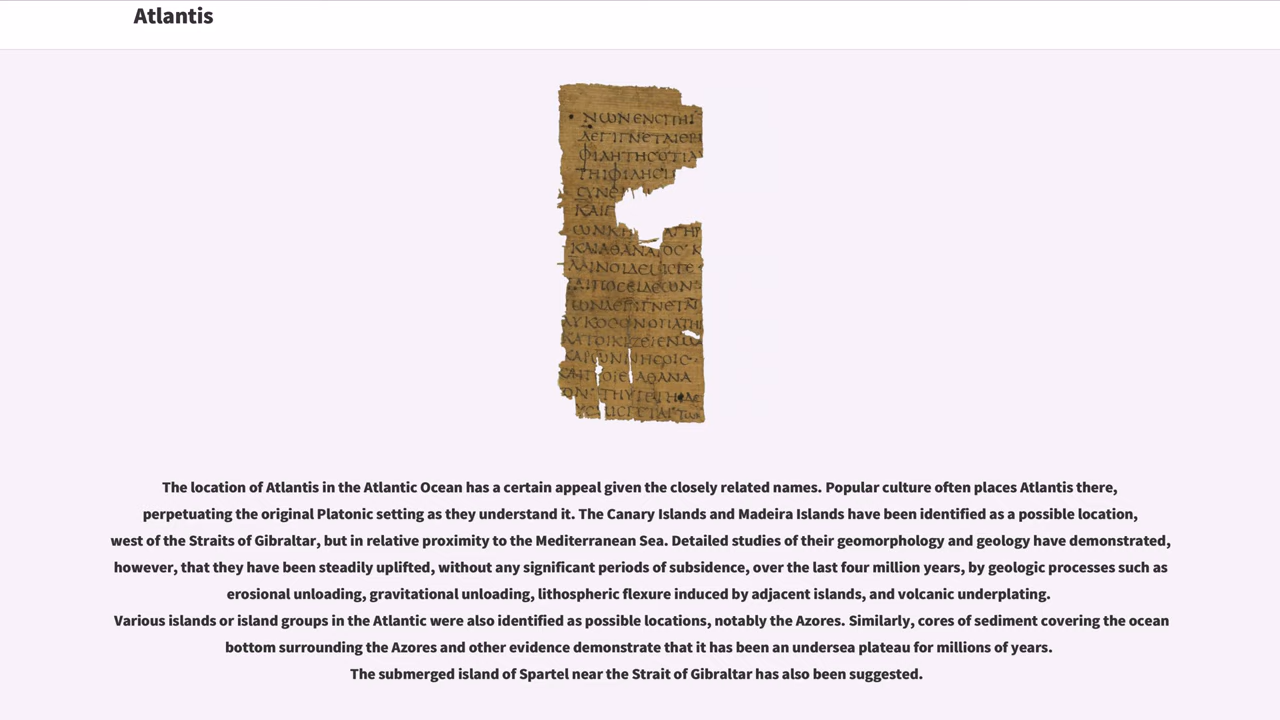 Atlantis
ΔΕΓΙΓΝΕΤΑΙΕΡ
ΦΙΛΗΤΗϹΟΤΙΑ
ΤΗΙΦΙΛΗϹΙ
ϹΥΝΕ
ΚΑΙΓ
The location of Atlantis in the Atlantic Ocean has a certain appeal given the closely related names. Popular culture often places Atlantis there,
perpetuating the original Platonic setting as they understand it. The Canary Islands and Madeira Islands have been identified as a possible location,
west of the Straits of Gibraltar, but in relative proximity to the Mediterranean Sea. Detailed studies of their geomorphology and geology have demonstrated,
however, that they have been steadily uplifted, without any significant periods of subsidence, over the last four million years, by geologic processes such as
erosional unloading, gravitational unloading, lithospheric flexure induced by adjacent islands, and volcanic underplating.
Various islands or island groups in the Atlantic were also identified as possible locations, notably the Azores. Similarly, cores of sediment covering the ocean
bottom surrounding the Azores and other evidence demonstrate that it has been an undersea plateau for millions of years.
The submerged island of Spartel near the Strait of Gibraltar has also been suggested.